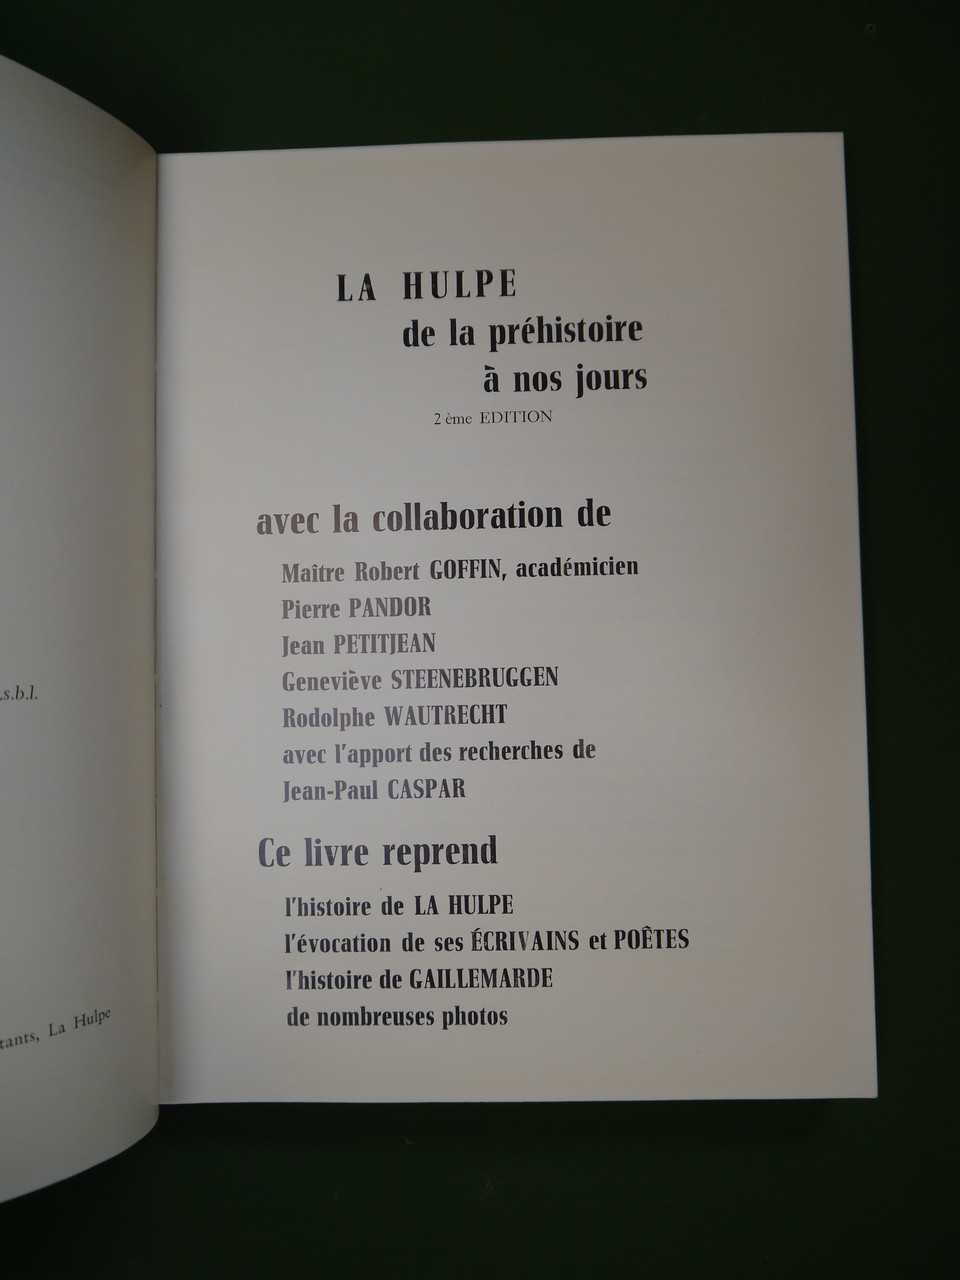 .s.b.l.
tants, La Hulpe
LA HULPE
de la préhistoire
à nos jours
2 ème EDITION
avec la collaboration de
Maître Robert GOFFIN, académicien
Pierre PANDOR
Jean PETITJEAN
Geneviève STEENEBRUGGEN
Rodolphe WAUTRECHT
avec l'apport des recherches de
Jean-Paul CASPAR
Ce livre reprend
l'histoire de LA HULPE
l'évocation de ses ÉCRIVAINS et POÊTES
l'histoire de GAILLEMARDE
de nombreuses photos